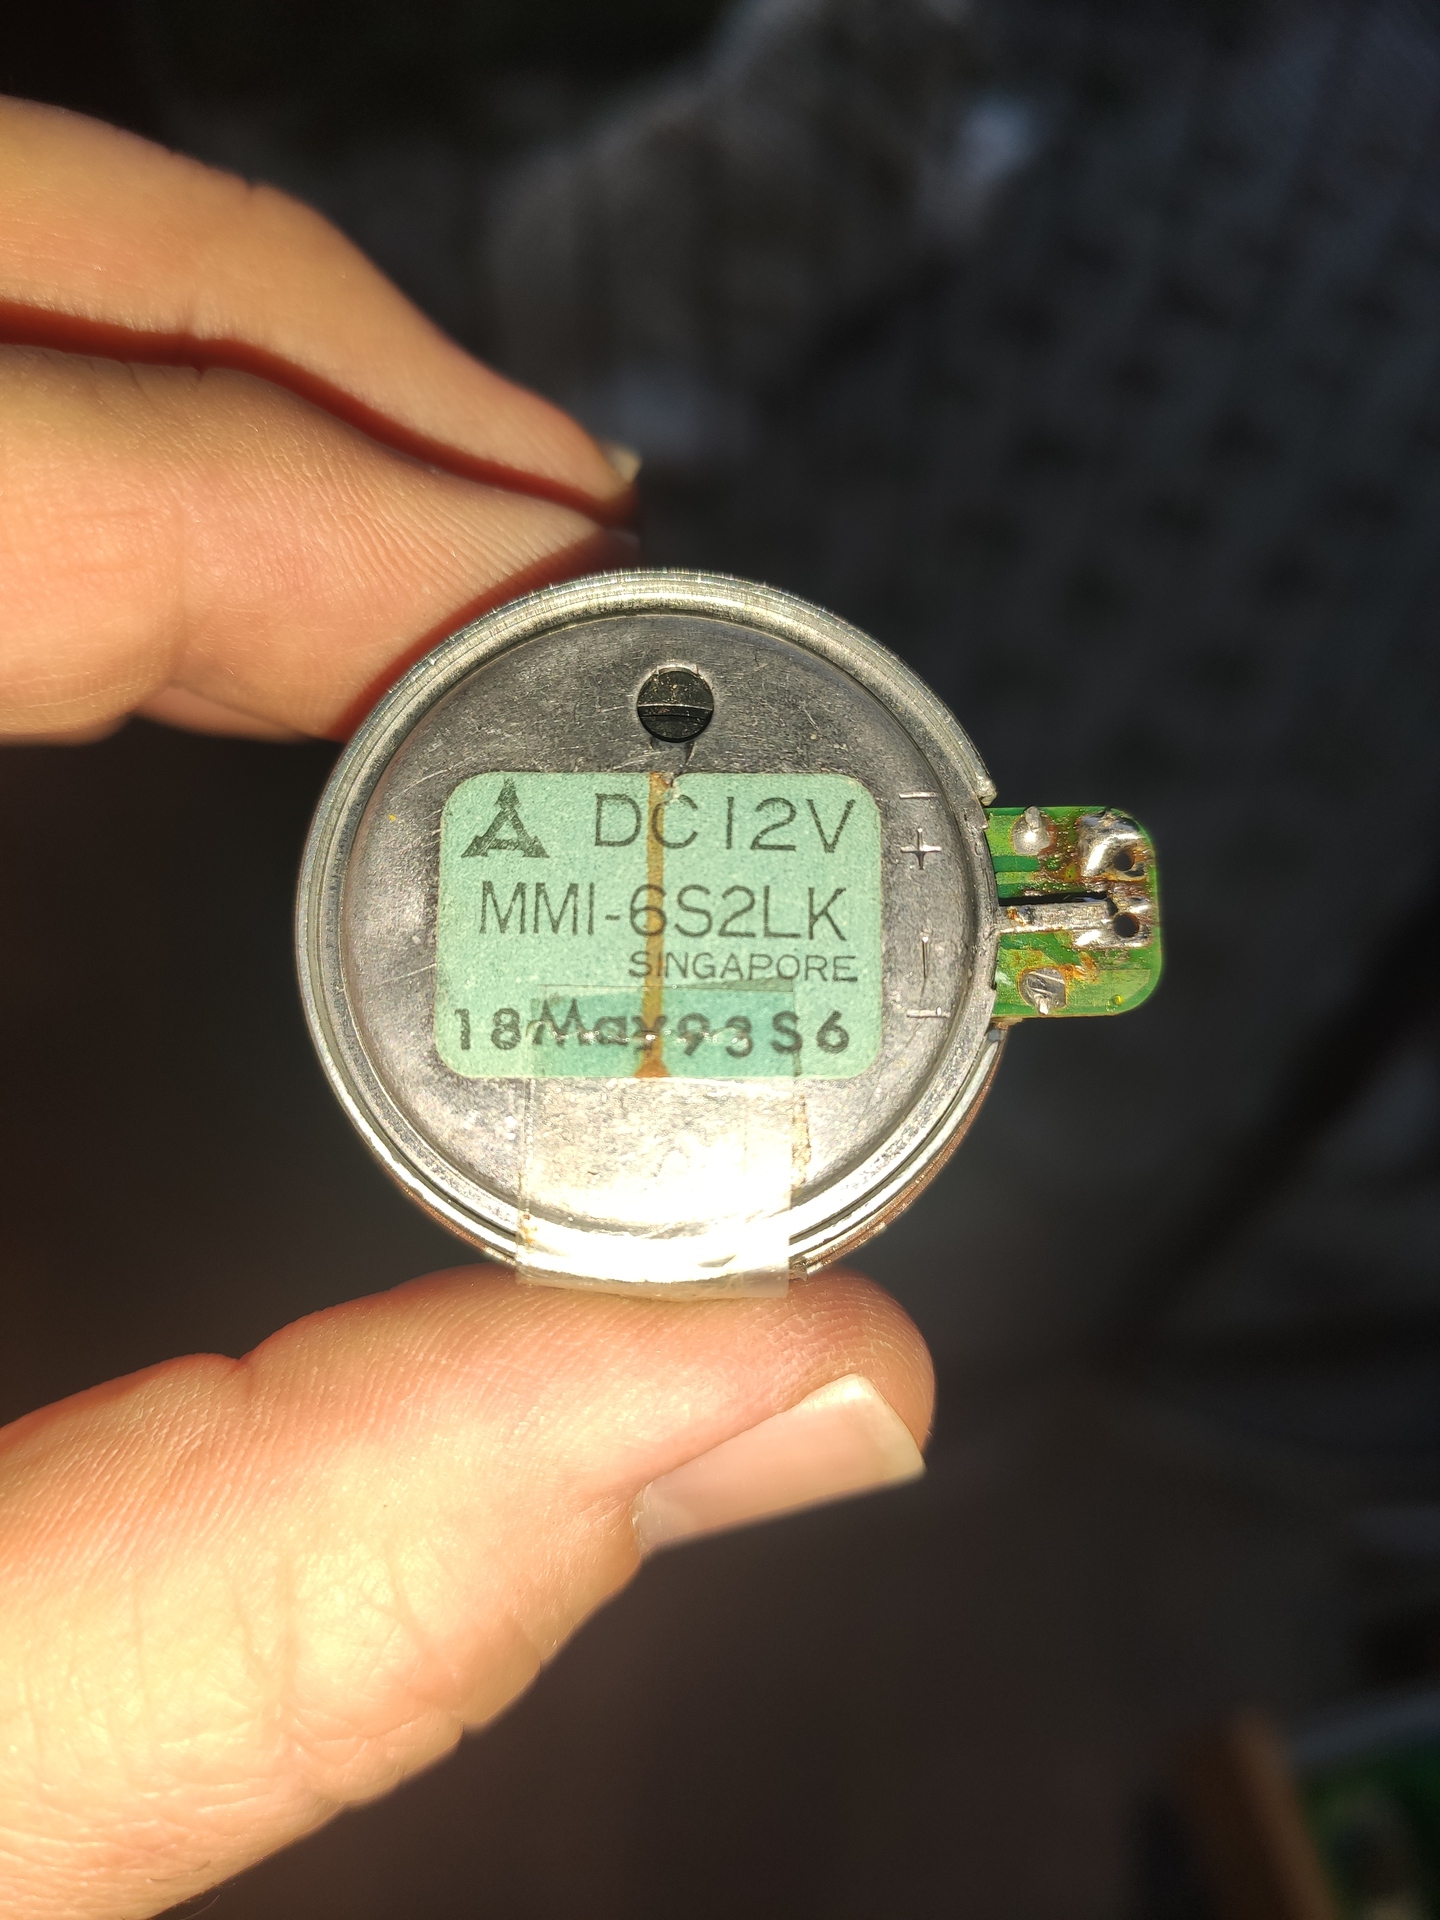 DC12V
MMI-6S2LK
SINGAPORE
18May93S6
+
-